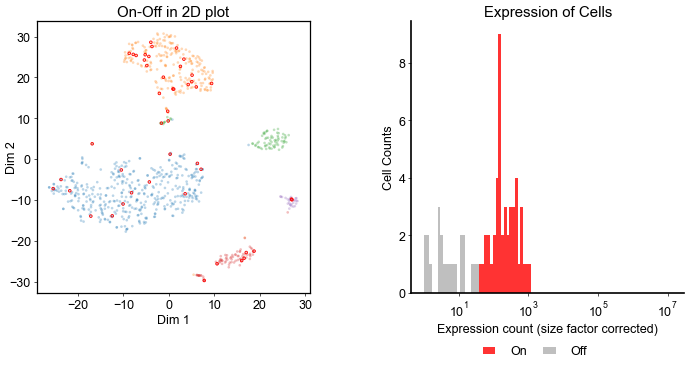 On-Off in 2D plot
Expression of Cells
30
20
10
0
−10
−20
−30
Dim 2
−20
−10
0
10
20
30
Dim 1
8
6
4
2
0
Cell Counts
10^1
10^3
10^5
10^7
Expression count (size factor corrected)
On
Off